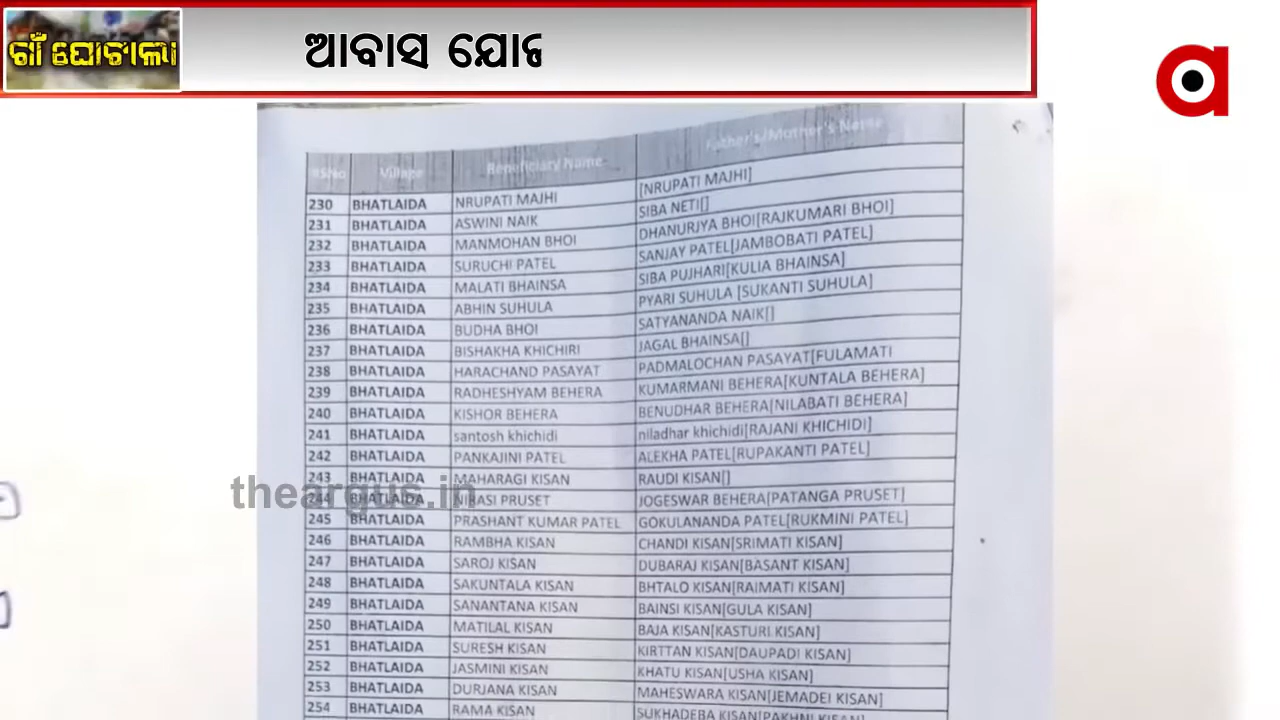 ଗାଁ ଘୋଟାଲା
ଆବାସ ଯୋଜ
a
Village Beneficiary Name Father's/Mother's Name
230 BHATLAIDA NRUPATI MAJHI [NRUPATI MAJHI]
231 BHATLAIDA ASWINI NAIK SIBA NETI[]
232 BHATLAIDA MANMOHAN BHOI DHANURJYA BHOI[RAJKUMARI BHOI]
233 BHATLAIDA SURUCHI PATEL SANJAY PATEL[JAMBOBATI PATEL]
234 BHATLAIDA MALATI BHAINSA SIBA PUJHARI[KULIA BHAINSA]
235 BHATLAIDA ABHIN SUHULA PYARI SUHULA [SUKANTI SUHULA]
236 BHATLAIDA BUDHA BHOI SATYANANDA NAIK[]
237 BHATLAIDA BISHAKHA KHICHIRI JAGAL BHAINSA[]
238 BHATLAIDA HARACHAND PASAYAT PADMALOCHAN PASAYAT[FULAMATI
239 BHATLAIDA RADHESHYAM BEHERA KUMARMANI BEHERA[KUNTALA BEHERA]
240 BHATLAIDA KISHOR BEHERA BENUDHAR BEHERA[NILABATI BEHERA]
241 BHATLAIDA santosh khichidi niladhar khichidi[RAJANI KHICHIDI]
242 BHATLAIDA PANKAJINI PATEL ALEKHA PATEL[RUPAKANTI PATEL]
243 BHATLAIDA MAHARAGI KISAN RAUDI KISAN[]
244 BHATLAIDA PRUSET JOGESWAR BEHERA[PATANGA PRUSET]
theargus.in
245 BHATLAIDA PRASHANT KUMAR PATEL GOKULANANDA PATEL[RUKMINI PATEL]
246 BHATLAIDA RAMBHA KISAN CHANDI KISAN[SRIMATI KISAN]
247 BHATLAIDA SAROJ KISAN DUBARAJ KISAN[BASANT KISAN]
248 BHATLAIDA SAKUNTALA KISAN BHTALO KISAN[RAIMATI KISAN]
249 BHATLAIDA SANANTANA KISAN BAINSI KISAN[GULA KISAN]
250 BHATLAIDA MATILAL KISAN BAJA KISAN[KASTURI KISAN]
251 BHATLAIDA SURESH KISAN KIRTTAN KISAN[DAUPADI KISAN]
252 BHATLAIDA JASMINI KISAN KHATU KISAN[USHA KISAN]
253 BHATLAIDA DURJANA KISAN MAHESWARA KISAN[JEMADEI KISAN]
254 BHATLAIDA RAMA KISAN SUKHADEBA KISAN[PAKHNI KISAN]